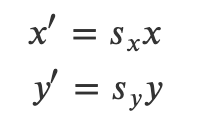 x′ = sₓx
y′ = s_y y